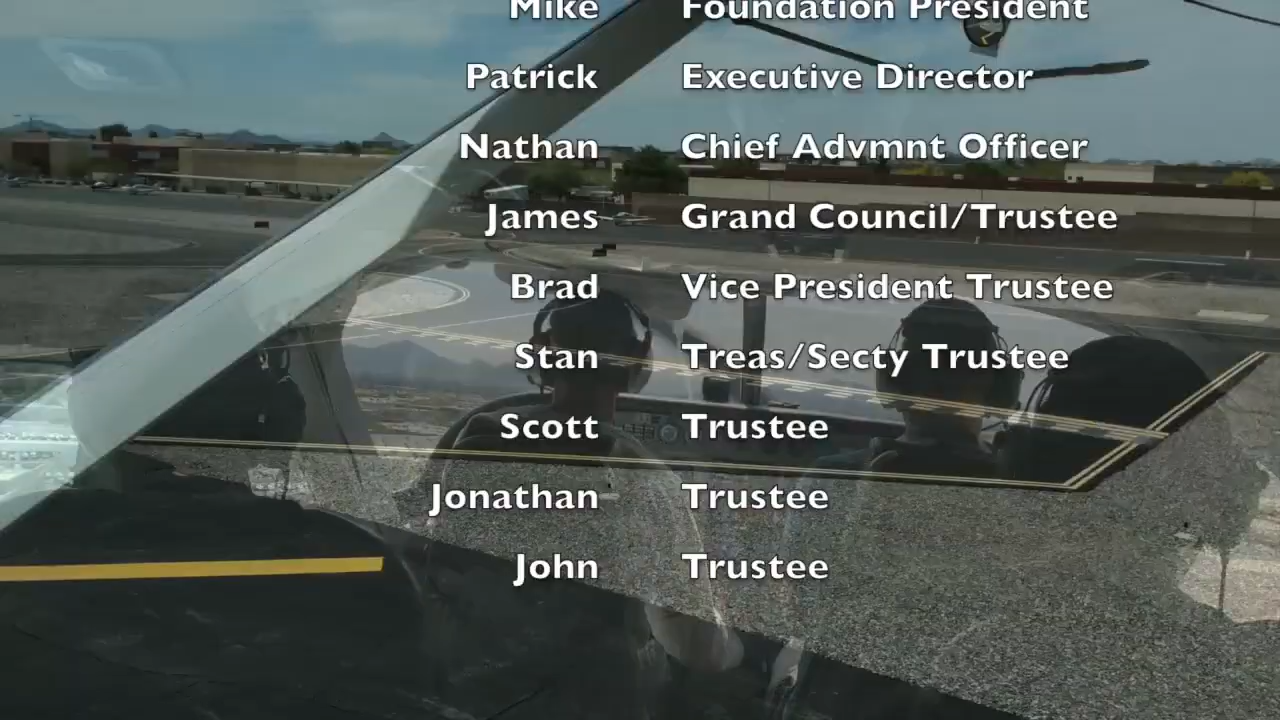 Mike Foundation President
Patrick Executive Director
Nathan Chief Advmnt Officer
James Grand Council/Trustee
Brad Vice President Trustee
Stan Treas/Secty Trustee
Scott Trustee
Jonathan Trustee
John Trustee